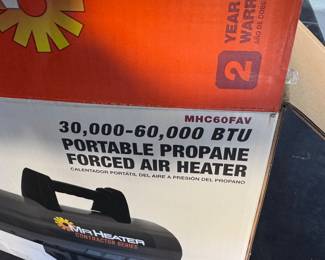 2
YEAR
WARR
AÑO DE
MHC60FAV
30,000-60,000 BTU
PORTABLE PROPANE
FORCED AIR HEATER
CALENTADOR PORTÁTIL DEL AIRE A PRESIÓN DEL PROPANO
MR HEATER
CONTRACTOR SERIES